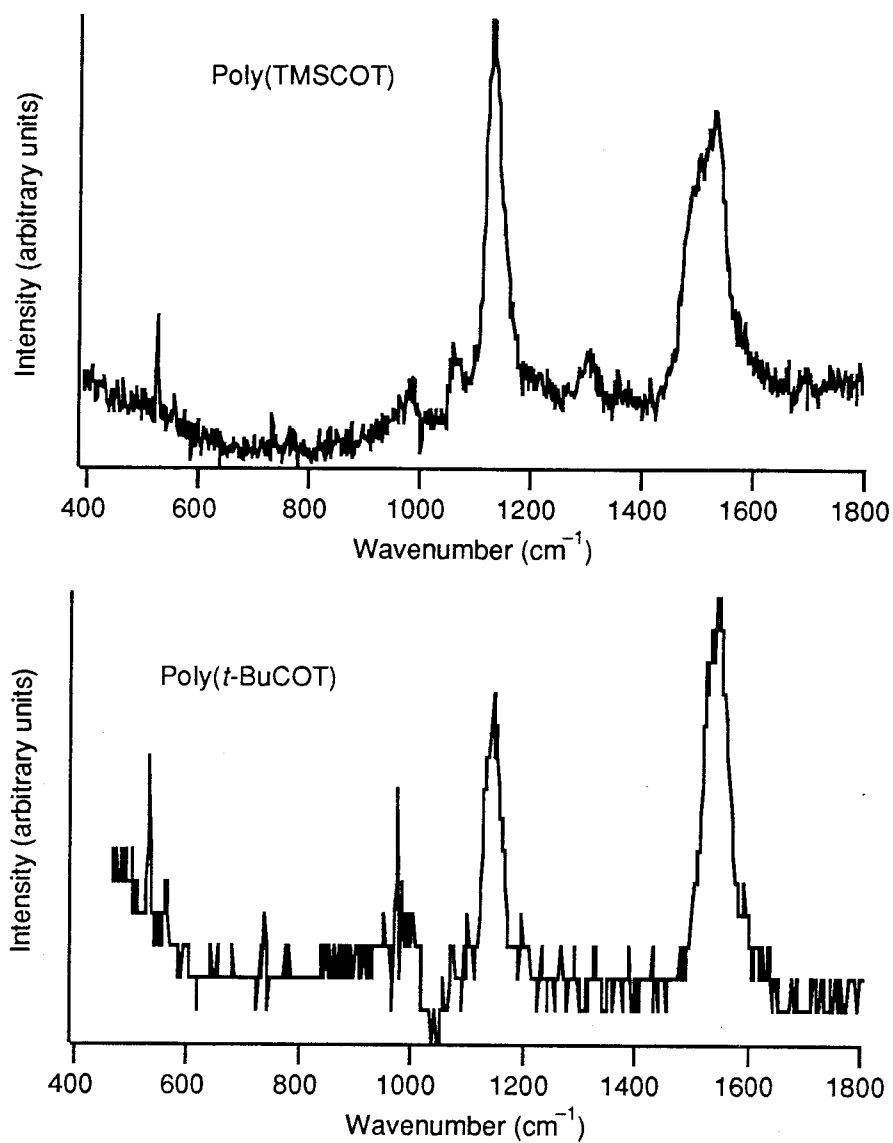 Poly(TMSCOT)
Intensity (arbitrary units)
400 600 800 1000 1200 1400 1600 1800
Wavenumber (cm⁻¹)
Poly(t-BuCOT)
Intensity (arbitrary units)
400 600 800 1000 1200 1400 1600 1800
Wavenumber (cm⁻¹)